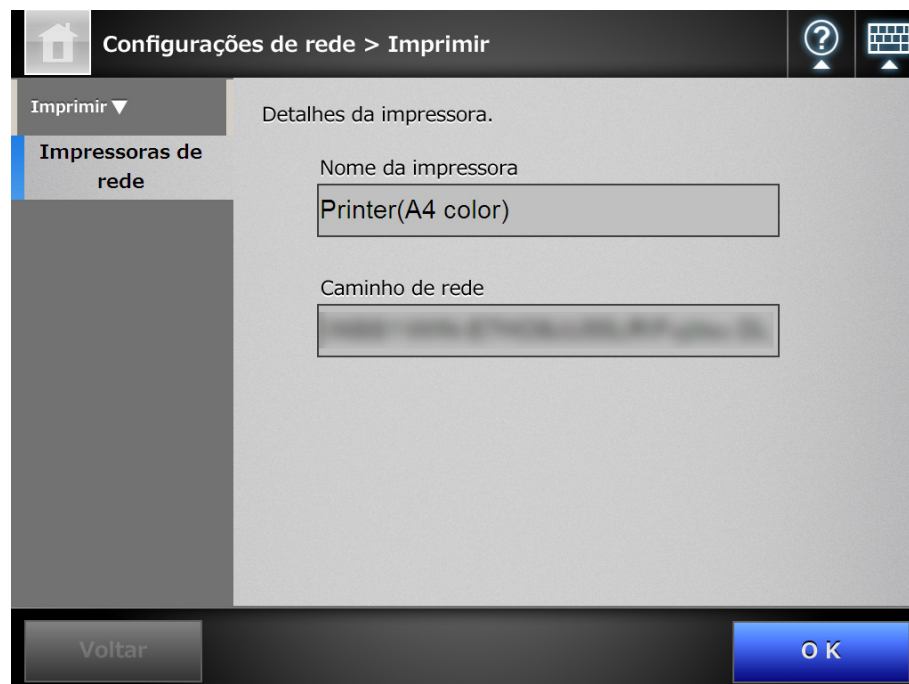 Configurações de rede > Imprimir
?
Imprimir ▼
Impressoras de
rede
Detalhes da impressora.
Nome da impressora
Printer(A4 color)
Caminho de rede
Voltar
O K